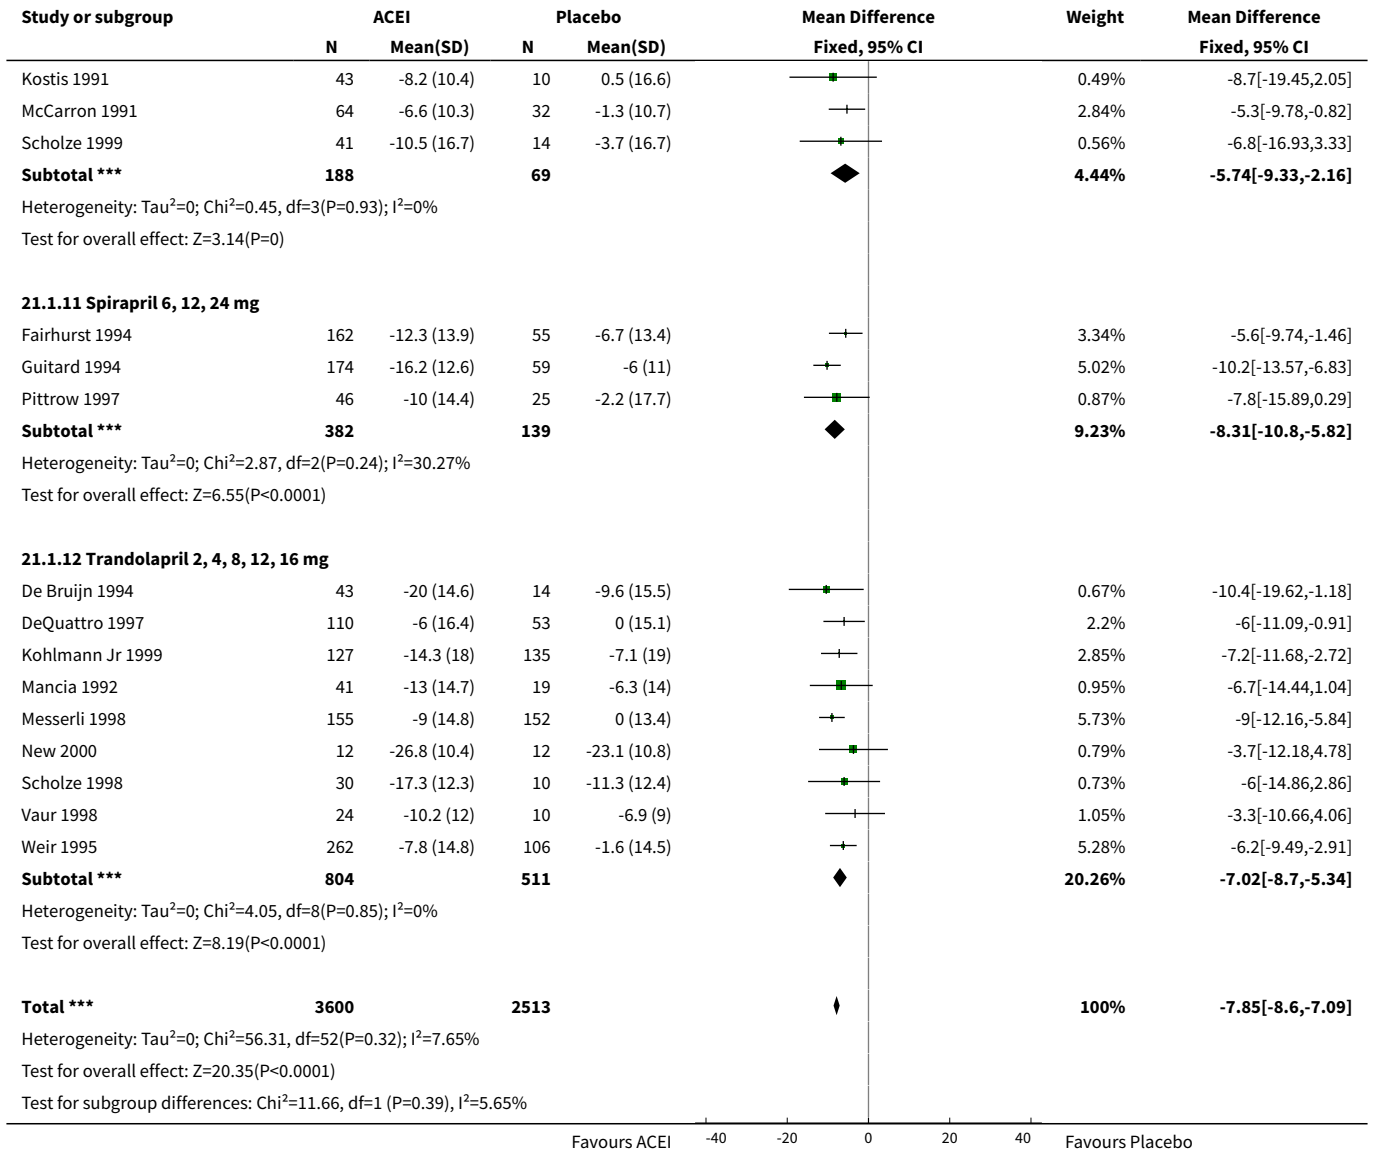 Study or subgroup ACEI Placebo Mean Difference Weight Mean Difference
N Mean(SD) N Mean(SD) Fixed, 95% CI Fixed, 95% CI
Kostis 1991 43 -8.2 (10.4) 10 0.5 (16.6) 0.49% -8.7[-19.45,2.05]
McCarron 1991 64 -6.6 (10.3) 32 -1.3 (10.7) 2.84% -5.3[-9.78,-0.82]
Scholze 1999 41 -10.5 (16.7) 14 -3.7 (16.7) 0.56% -6.8[-16.93,3.33]
Subtotal *** 188 69 4.44% -5.74[-9.33,-2.16]
Heterogeneity: Tau²=0; Chi²=0.45, df=3(P=0.93); I²=0%
Test for overall effect: Z=3.14(P=0)
21.1.11 Spirapril 6, 12, 24 mg
Fairhurst 1994 162 -12.3 (13.9) 55 -6.7 (13.4) 3.34% -5.6[-9.74,-1.46]
Guitard 1994 174 -16.2 (12.6) 59 -6 (11) 5.02% -10.2[-13.57,-6.83]
Pittrow 1997 46 -10 (14.4) 25 -2.2 (17.7) 0.87% -7.8[-15.89,0.29]
Subtotal *** 382 139 9.23% -8.31[-10.8,-5.82]
Heterogeneity: Tau²=0; Chi²=2.87, df=2(P=0.24); I²=30.27%
Test for overall effect: Z=6.55(P<0.0001)
21.1.12 Trandolapril 2, 4, 8, 12, 16 mg
De Bruijn 1994 43 -20 (14.6) 14 -9.6 (15.5) 0.67% -10.4[-19.62,-1.18]
DeQuattro 1997 110 -6 (16.4) 53 0 (15.1) 2.2% -6[-11.09,-0.91]
Kohlmann Jr 1999 127 -14.3 (18) 135 -7.1 (19) 2.85% -7.2[-11.68,-2.72]
Mancia 1992 41 -13 (14.7) 19 -6.3 (14) 0.95% -6.7[-14.44,1.04]
Messerli 1998 155 -9 (14.8) 152 0 (13.4) 5.73% -9[-12.16,-5.84]
New 2000 12 -26.8 (10.4) 12 -23.1 (10.8) 0.79% -3.7[-12.18,4.78]
Scholze 1998 30 -17.3 (12.3) 10 -11.3 (12.4) 0.73% -6[-14.86,2.86]
Vaur 1998 24 -10.2 (12) 10 -6.9 (9) 1.05% -3.3[-10.66,4.06]
Weir 1995 262 -7.8 (14.8) 106 -1.6 (14.5) 5.28% -6.2[-9.49,-2.91]
Subtotal *** 804 511 20.26% -7.02[-8.7,-5.34]
Heterogeneity: Tau²=0; Chi²=4.05, df=8(P=0.85); I²=0%
Test for overall effect: Z=8.19(P<0.0001)
Total *** 3600 2513 100% -7.85[-8.6,-7.09]
Heterogeneity: Tau²=0; Chi²=56.31, df=52(P=0.32); I²=7.65%
Test for overall effect: Z=20.35(P<0.0001)
Test for subgroup differences: Chi²=11.66, df=1 (P=0.39), I²=5.65%
Favours ACEI -40 -20 0 20 40 Favours Placebo